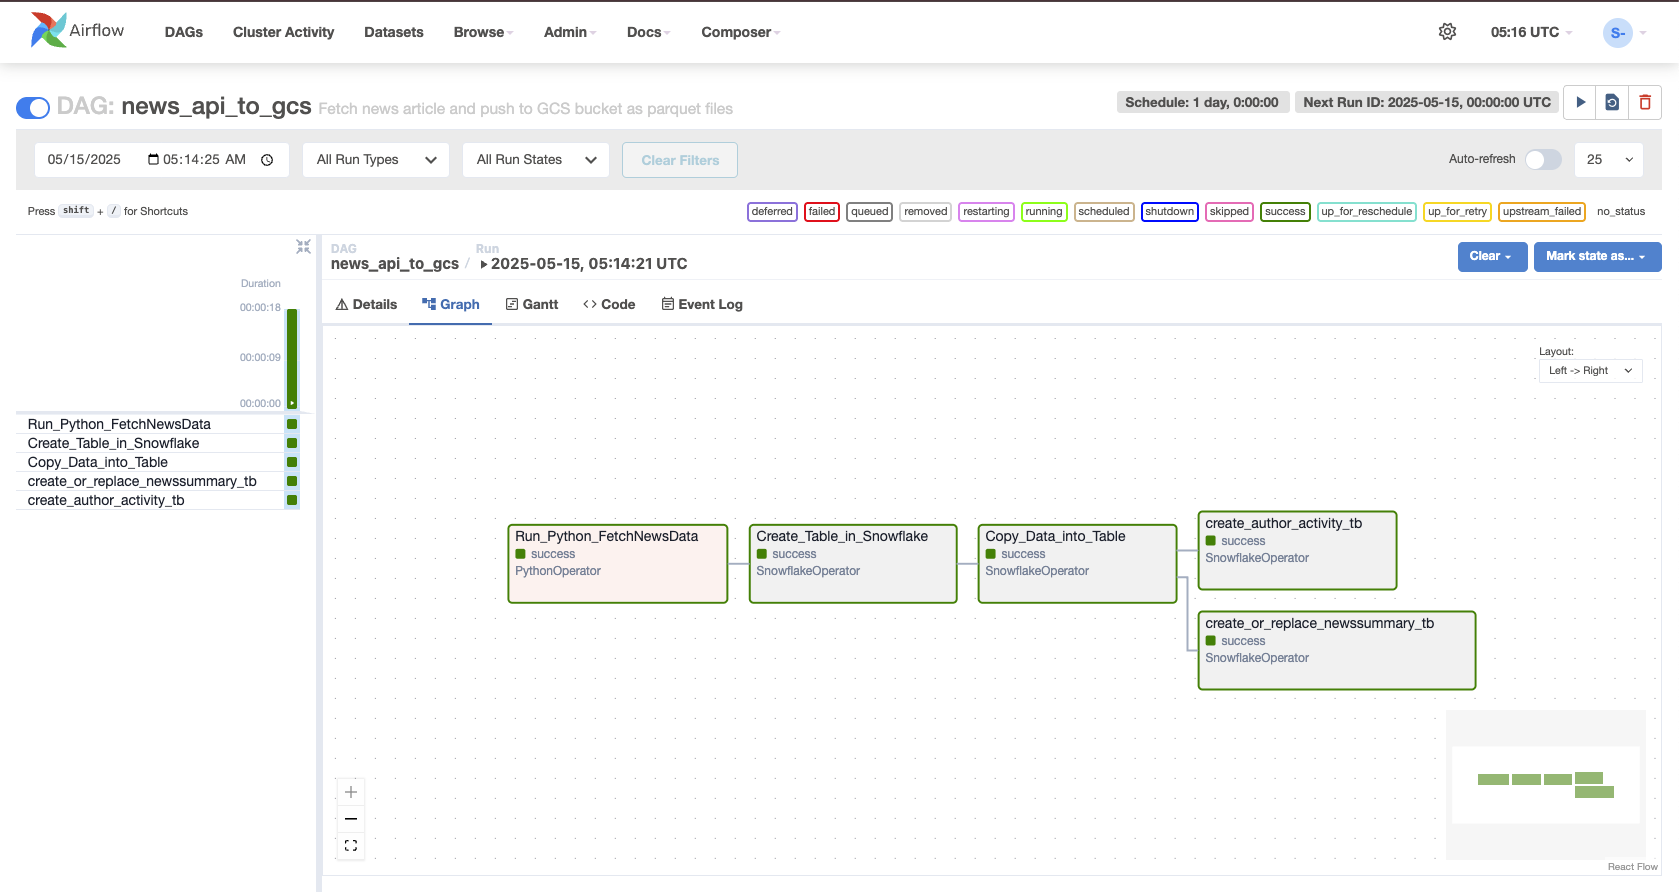 Airflow
DAGs
Cluster Activity
Datasets
Browse
Admin
Docs
Composer
05:16 UTC
S-
DAG: news_api_to_gcs Fetch news article and push to GCS bucket as parquet files
Schedule: 1 day, 0:00:00
Next Run ID: 2025-05-15, 00:00:00 UTC
05/15/2025 05:14:25 AM
All Run Types
All Run States
Clear Filters
Auto-refresh
25
Press shift + / for Shortcuts
deferred
failed
queued
removed
restarting
running
scheduled
shutdown
skipped
success
up_for_reschedule
up_for_retry
upstream_failed
no_status
Duration
00:00:18
00:00:09
00:00:00
Run_Python_FetchNewsData
Create_Table_in_Snowflake
Copy_Data_into_Table
create_or_replace_newssummary_tb
create_author_activity_tb
DAG
news_api_to_gcs
/
Run
2025-05-15, 05:14:21 UTC
Clear
Mark state as...
Details
Graph
Gantt
Code
Event Log
Layout:
Left -> Right
Run_Python_FetchNewsData
success
PythonOperator
Create_Table_in_Snowflake
success
SnowflakeOperator
Copy_Data_into_Table
success
SnowflakeOperator
create_author_activity_tb
success
SnowflakeOperator
create_or_replace_newssummary_tb
success
SnowflakeOperator
React Flow